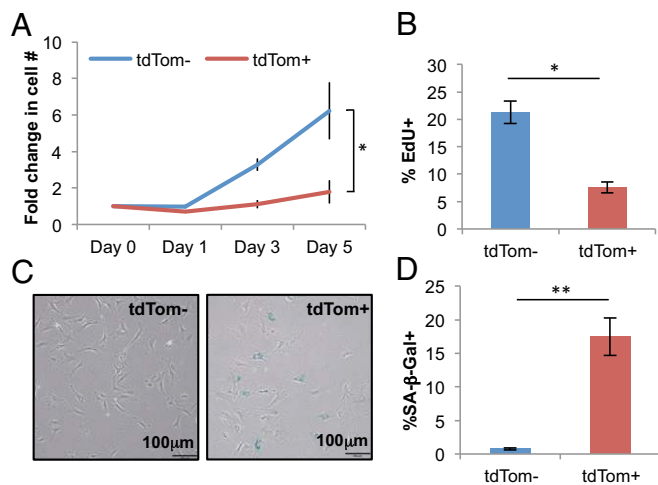 A
Fold change in cell #
10
8
6
4
2
0
tdTom-
tdTom+
*
Day 0
Day 1
Day 3
Day 5
B
% EdU+
30
25
20
15
10
5
0
*
tdTom-
tdTom+
C
tdTom-
100μm
tdTom+
100μm
D
%SA-β-Gal+
25
20
15
10
5
0
**
tdTom-
tdTom+